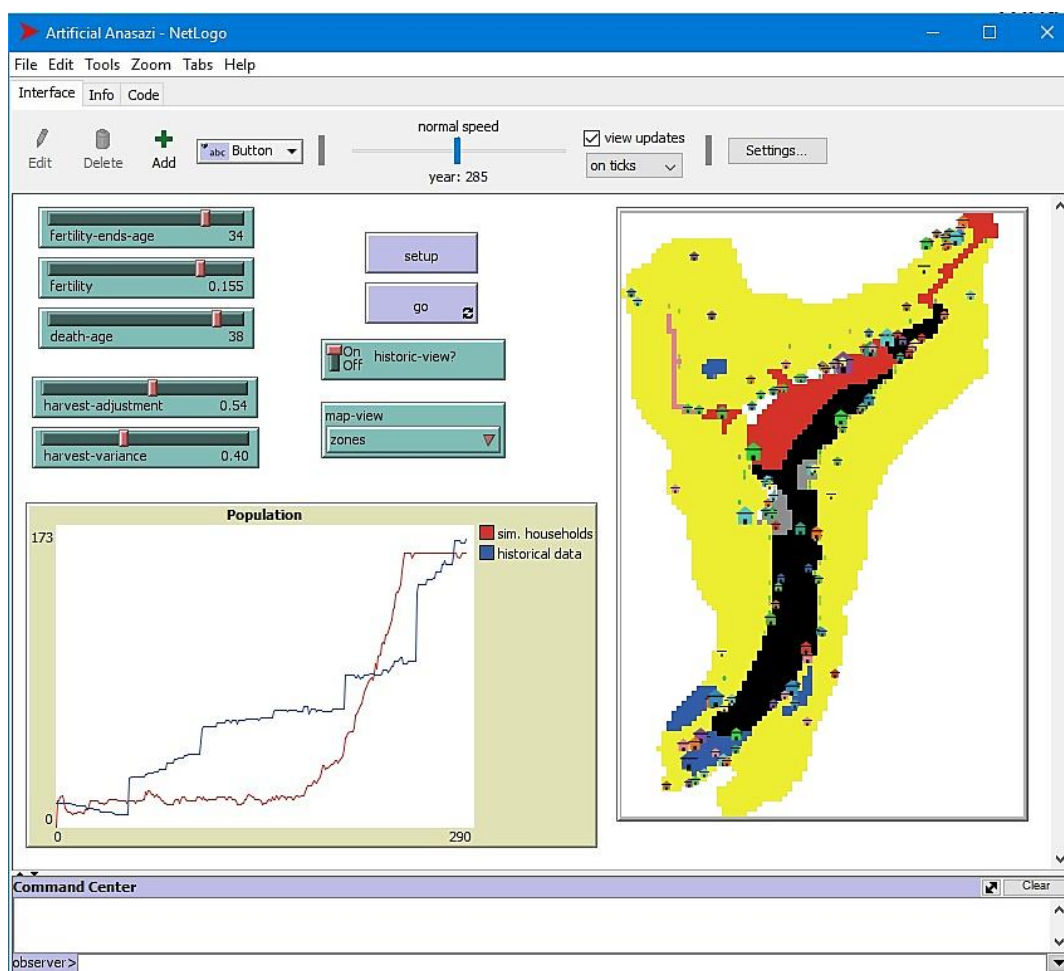 Artificial Anasazi - NetLogo
File Edit Tools Zoom Tabs Help
Interface Info Code
Edit Delete Add abc Button normal speed view updates Settings...
year: 285 on ticks
fertility-ends-age 34
fertility 0.155
death-age 38
harvest-adjustment 0.54
harvest-variance 0.40
setup
go
On
Off
historic-view?
map-view
zones
Population
173
0
0 290
sim. households
historical data
Command Center Clear
observer>